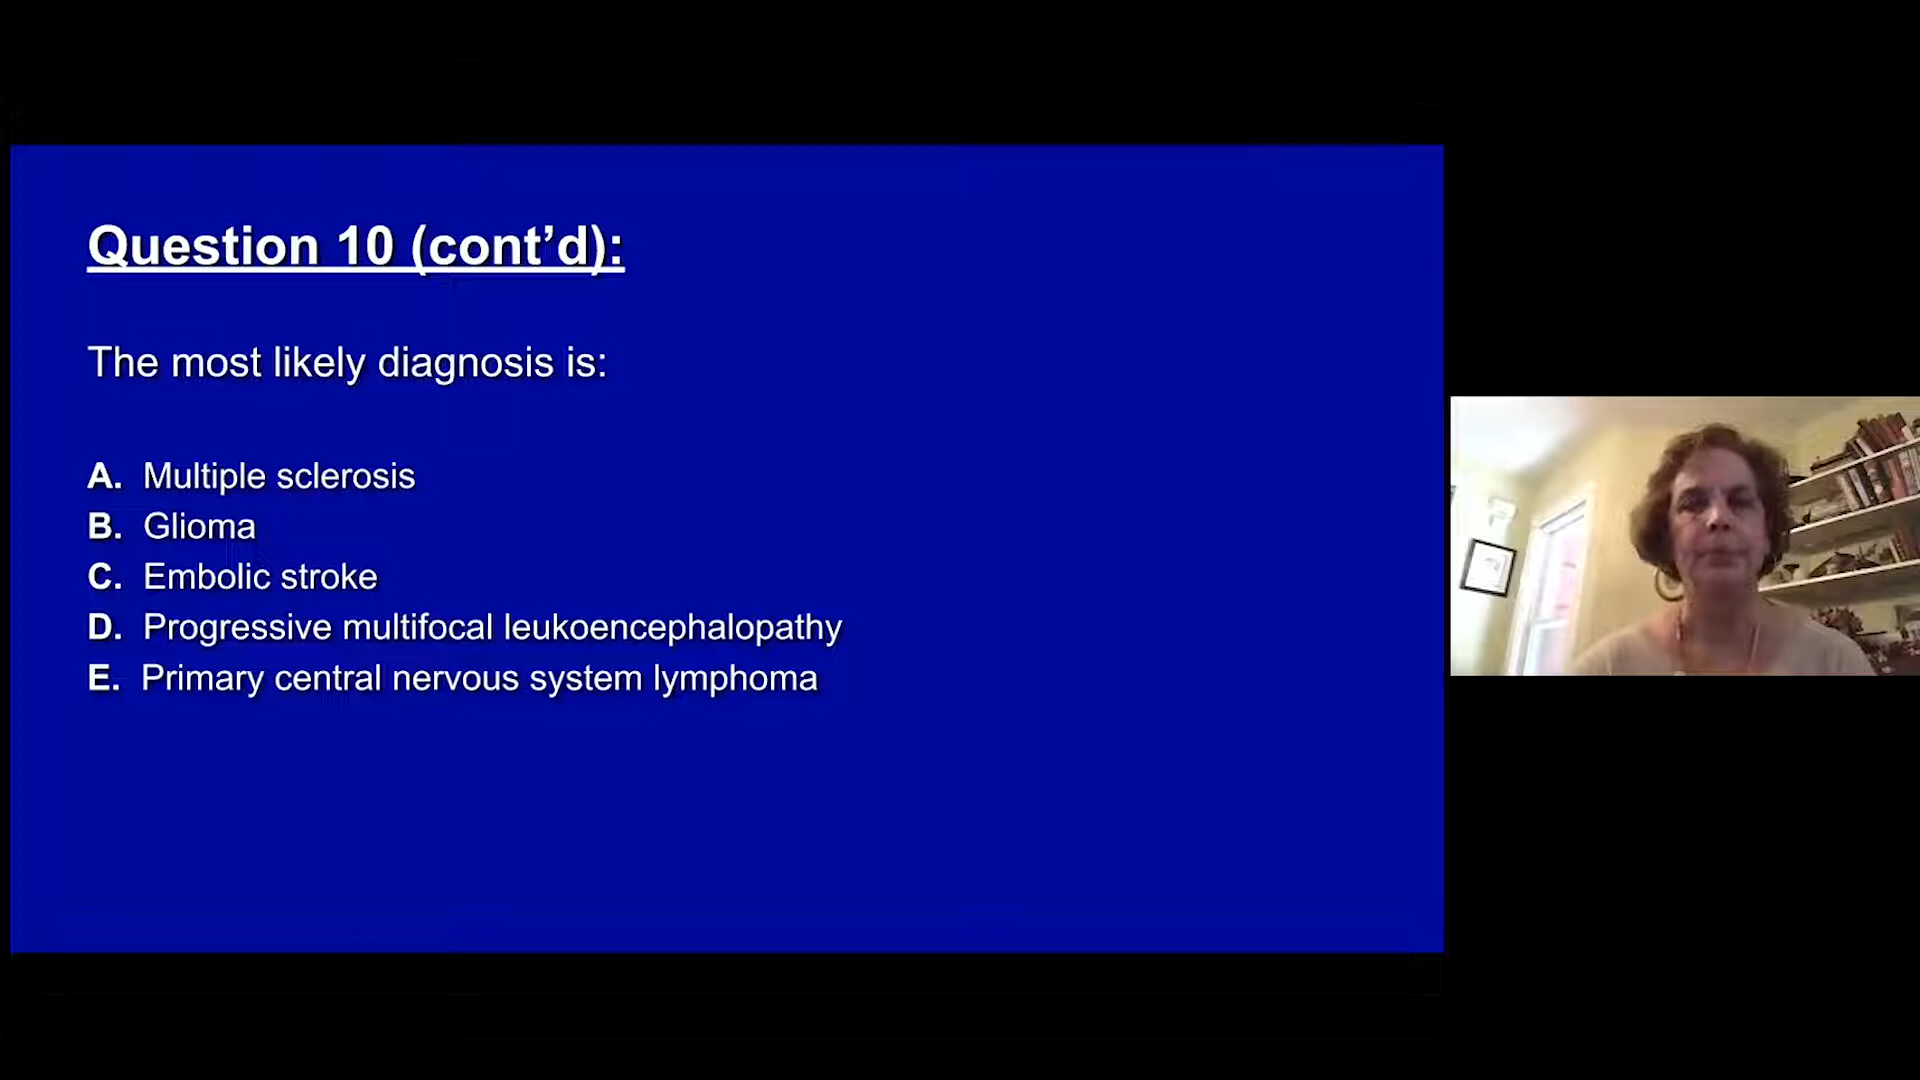 Question 10 (cont’d):
The most likely diagnosis is:
A. Multiple sclerosis
B. Glioma
C. Embolic stroke
D. Progressive multifocal leukoencephalopathy
E. Primary central nervous system lymphoma